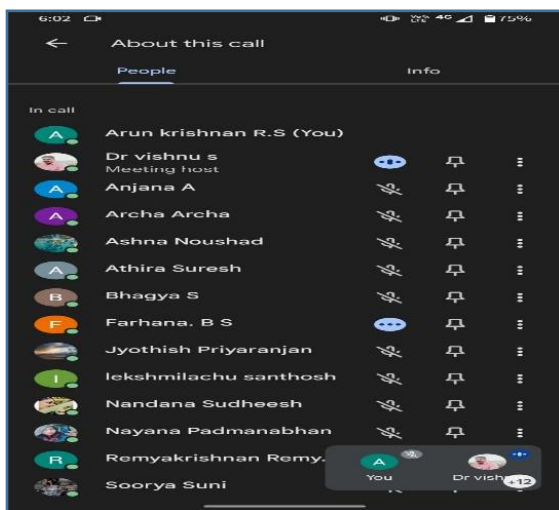 6:02 4G 75%
About this call
People Info
In call
A Arun krishnan R.S (You)
Dr vishnu s
Meeting host
A Anjana A
A Archa Archa
Ashna Noushad
A Athira Suresh
B Bhagya S
F Farhana. B S
Jyothish Priyaranjan
l lekshmilachu santhosh
Nandana Sudheesh
Nayana Padmanabhan
R Remyakrishnan Remy.
A
You Dr vish +12
Soorya Suni